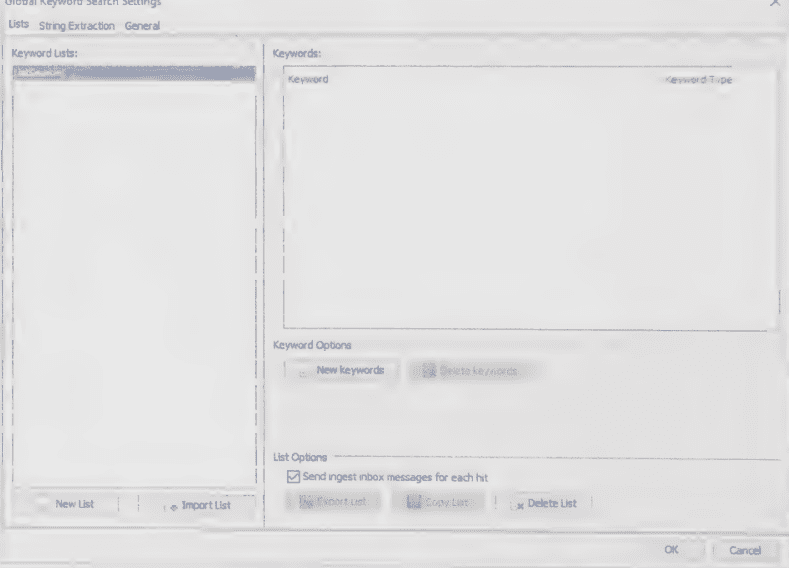 Global Keyword Search Settings
Lists String Extraction General
Keyword Lists:
Keywords:
Keyword Keyword Type
Keyword Options
New keywords Delete keywords
List Options
Send ingest inbox messages for each hit
New List Import List Export List Copy List Delete List
OK Cancel